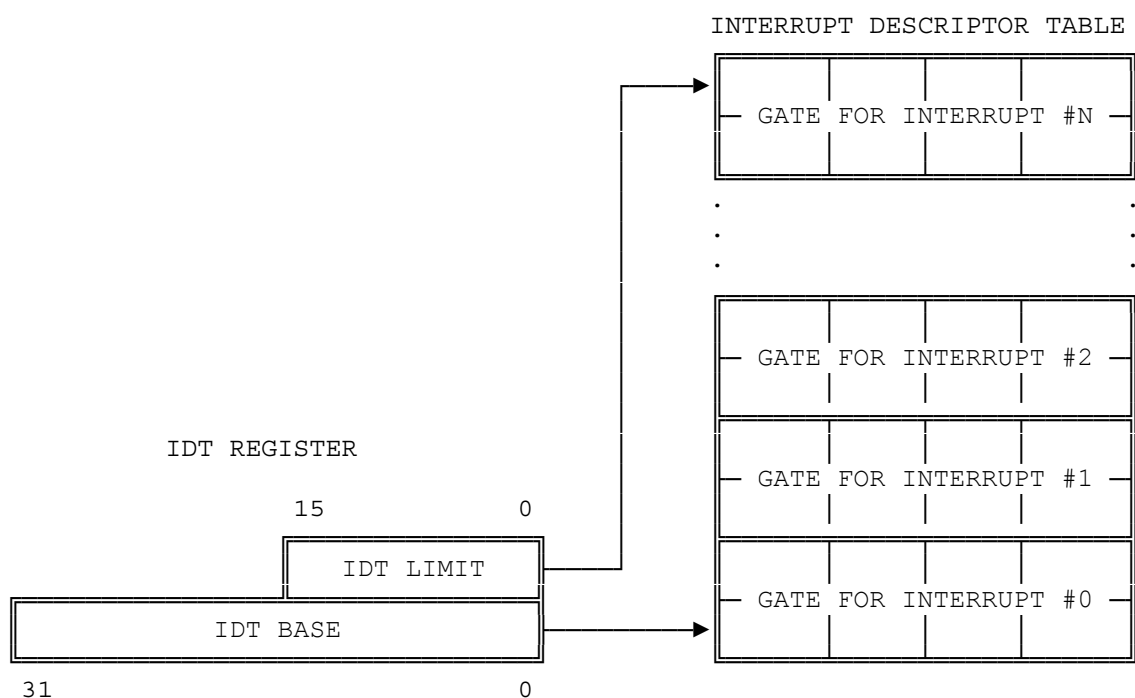 INTERRUPT DESCRIPTOR TABLE
GATE FOR INTERRUPT #N
GATE FOR INTERRUPT #2
IDT REGISTER
GATE FOR INTERRUPT #1
15 0
IDT LIMIT
GATE FOR INTERRUPT #0
IDT BASE
31 0